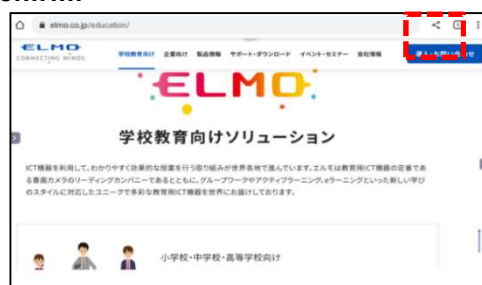 elmo.co.jp/education/
ELMO
CONNECTING MINDS
学校教育向け 企業向け 製品情報 サポート・ダウンロード イベント・セミナー 会社情報
ELMO
学校教育向けソリューション
ICT機器を利用して、わかりやすく効果的な授業を行う取り組みが世界各地で進んでいます。エルモは教育用ICT機器の定番であ
る書画カメラのリーディングカンパニーであるとともに、グループワークやアクティブラーニング、eラーニングといった新しい学び
のスタイルに対応したユニークで多彩な教育用ICT機器を世界にお届けしております。
小学校・中学校・高等学校向け